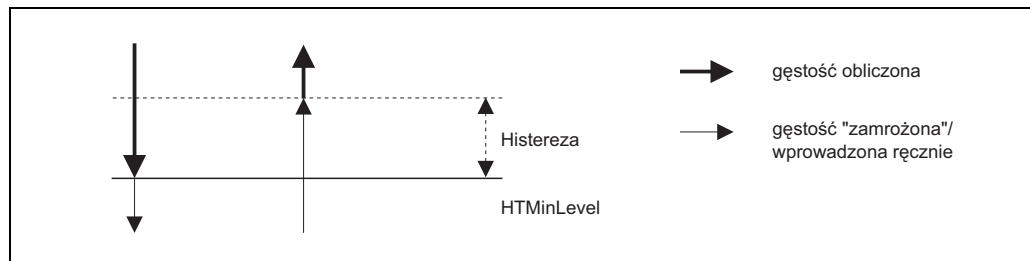 gęstość obliczona
gęstość "zamrożona"/
wprowadzona ręcznie
Histereza
HTMinLevel